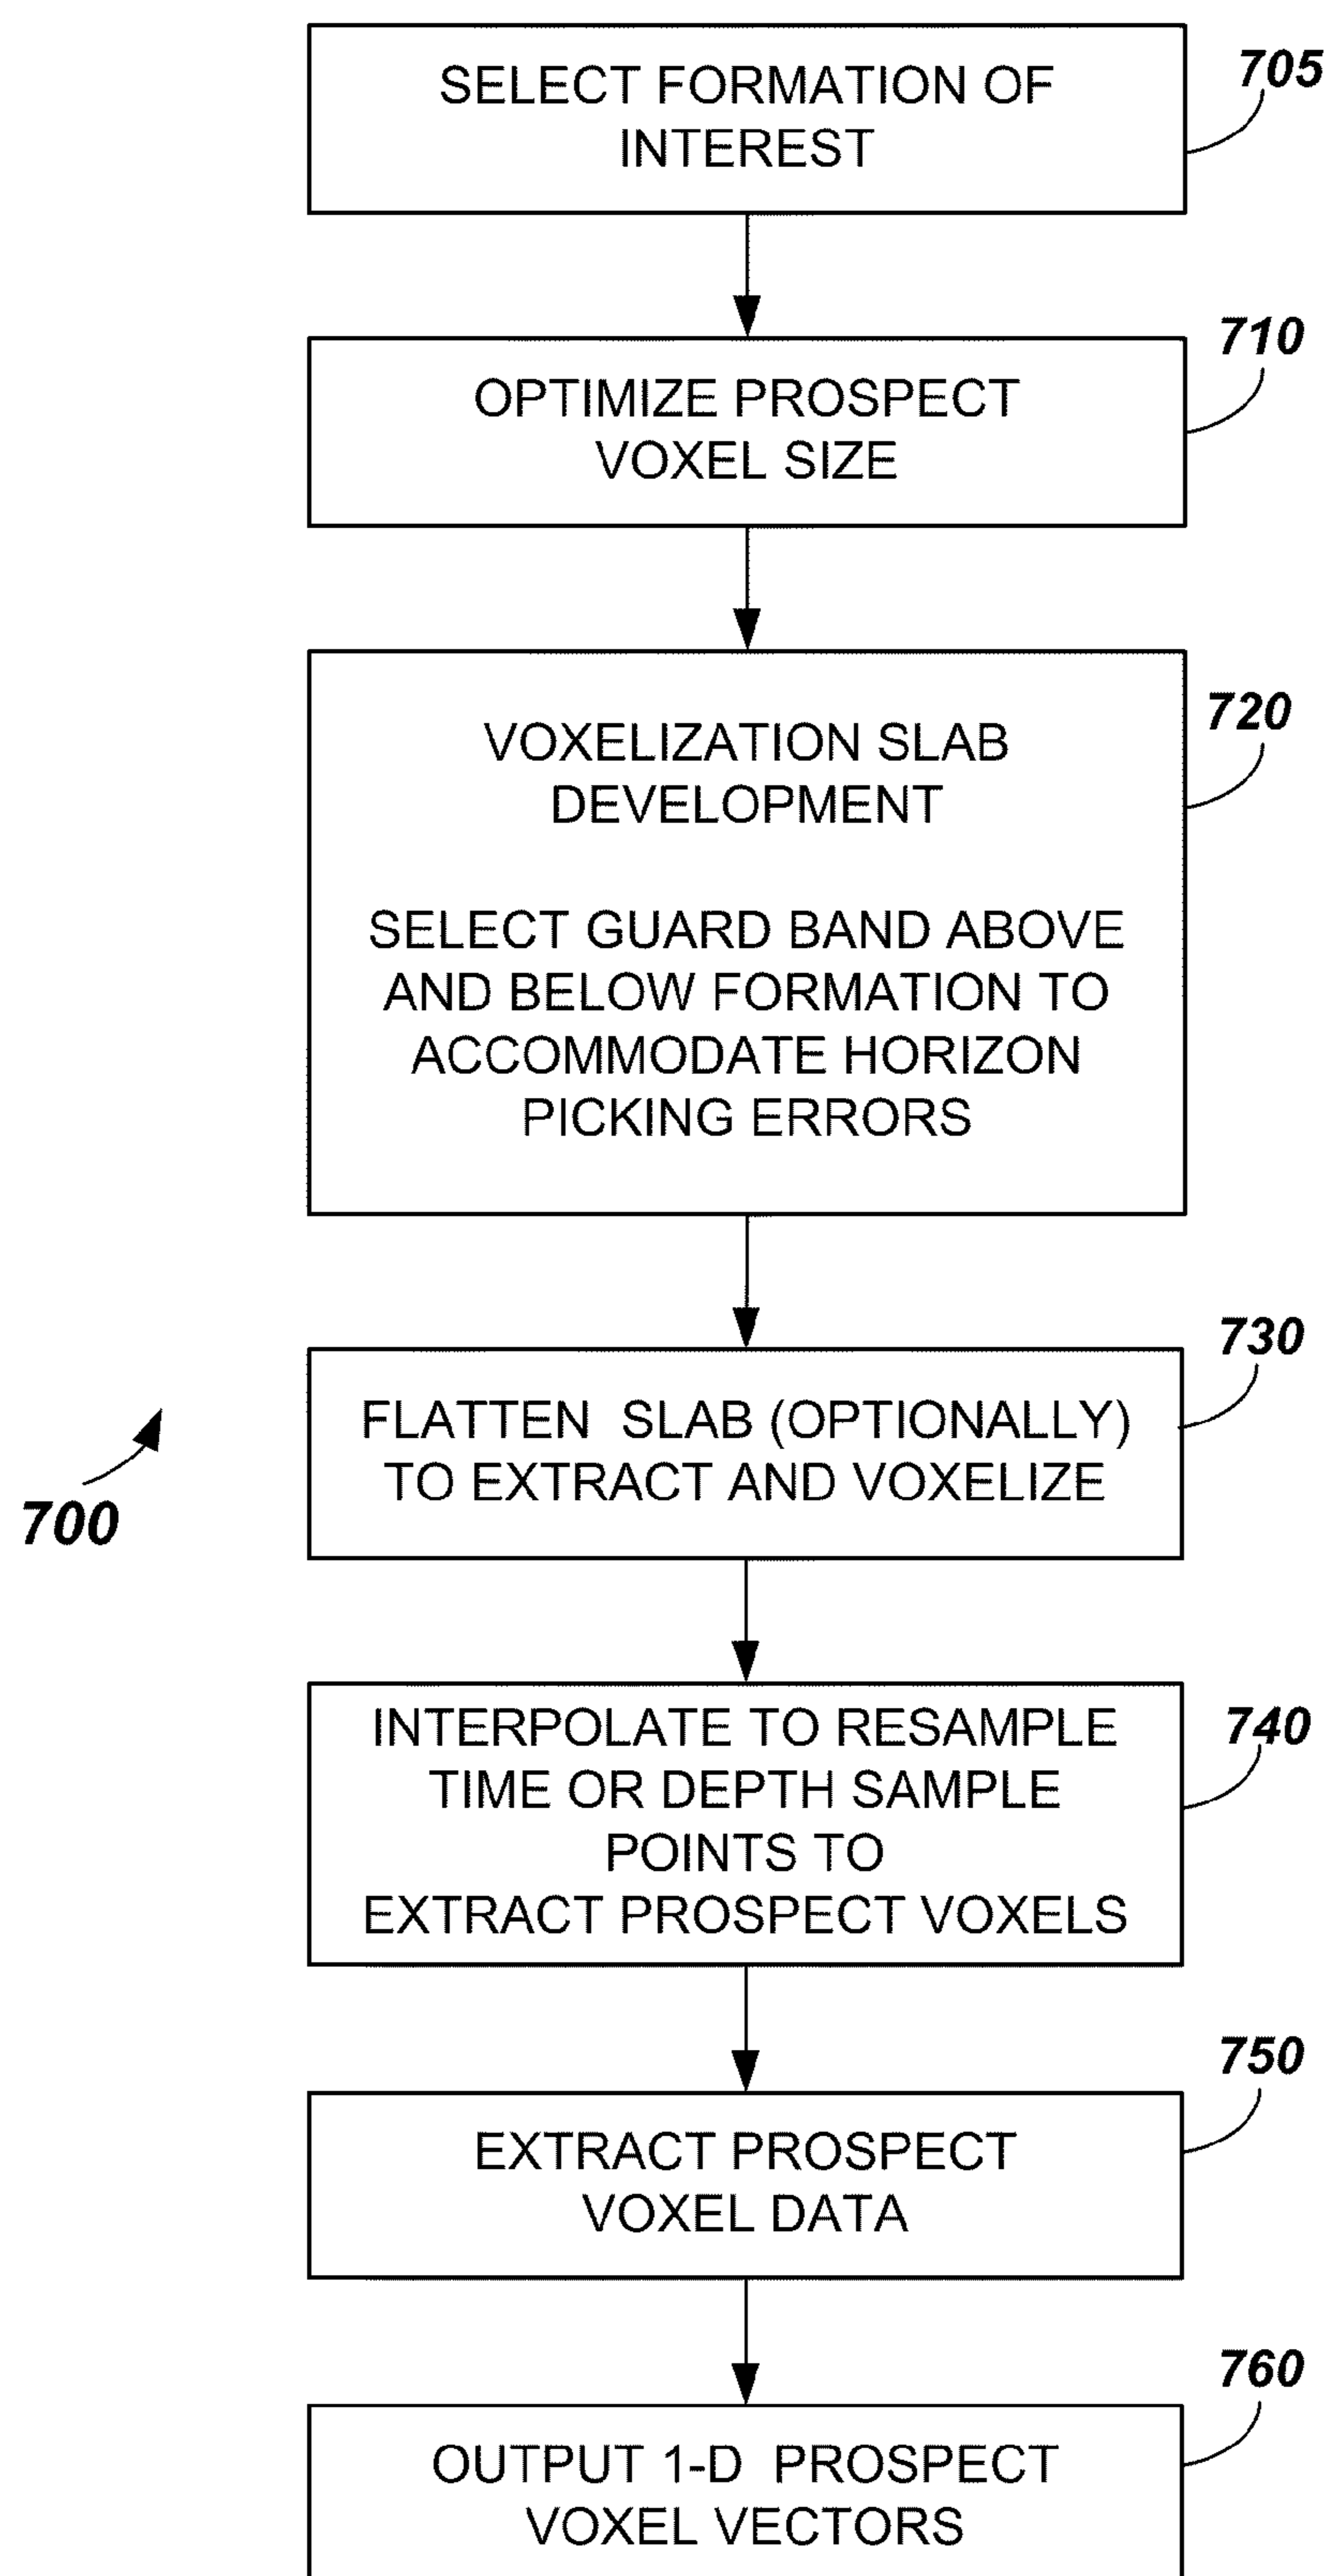 SELECT FORMATION OF
INTEREST
705
OPTIMIZE PROSPECT
VOXEL SIZE
710
VOXELIZATION SLAB
DEVELOPMENT
SELECT GUARD BAND ABOVE
AND BELOW FORMATION TO
ACCOMMODATE HORIZON
PICKING ERRORS
720
FLATTEN SLAB (OPTIONALLY)
TO EXTRACT AND VOXELIZE
730
700
INTERPOLATE TO RESAMPLE
TIME OR DEPTH SAMPLE
POINTS TO
EXTRACT PROSPECT VOXELS
740
EXTRACT PROSPECT
VOXEL DATA
750
OUTPUT 1-D PROSPECT
VOXEL VECTORS
760